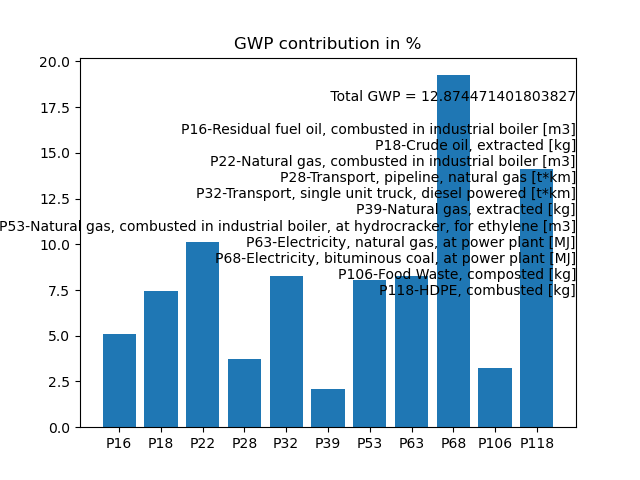 GWP contribution in %
20.0
17.5
15.0
12.5
10.0
7.5
5.0
2.5
0.0
Total GWP = 12.874471401803827
P16-Residual fuel oil, combusted in industrial boiler [m3]
P18-Crude oil, extracted [kg]
P22-Natural gas, combusted in industrial boiler [m3]
P28-Transport, pipeline, natural gas [t*km]
P32-Transport, single unit truck, diesel powered [t*km]
P39-Natural gas, extracted [kg]
P53-Natural gas, combusted in industrial boiler, at hydrocracker, for ethylene [m3]
P63-Electricity, natural gas, at power plant [MJ]
P68-Electricity, bituminous coal, at power plant [MJ]
P106-Food Waste, composted [kg]
P118-HDPE, combusted [kg]
P16 P18 P22 P28 P32 P39 P53 P63 P68 P106 P118